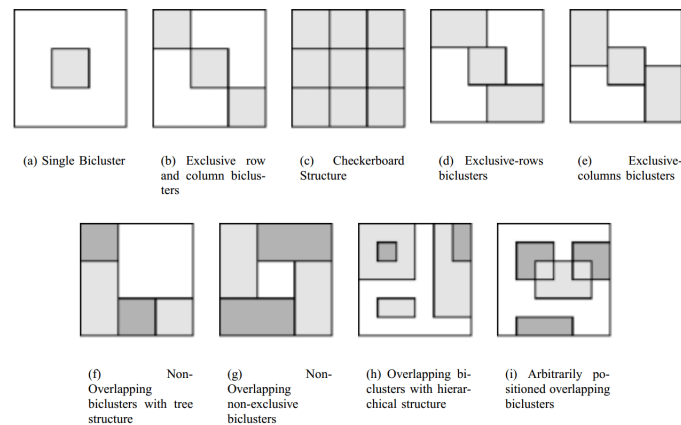 (a) Single Bicluster
(b) Exclusive row
and column biclus-
ters
(c) Checkerboard
Structure
(d) Exclusive-rows
biclusters
(e) Exclusive-
columns biclusters
(f) Non-
Overlapping
biclusters with tree
structure
(g) Non-
Overlapping
non-exclusive
biclusters
(h) Overlapping bi-
clusters with hierar-
chical structure
(i) Arbitrarily po-
sitioned overlapping
biclusters